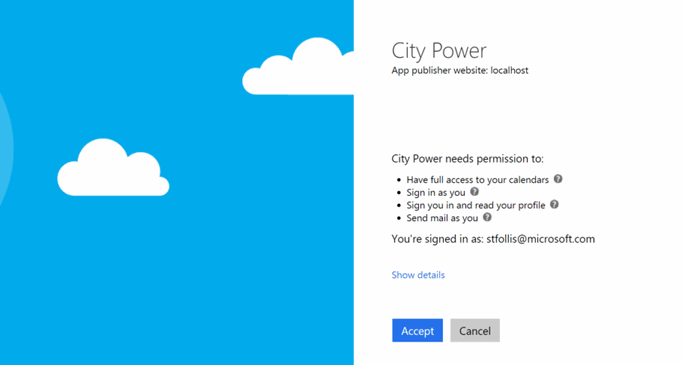 City Power
App publisher website: localhost
City Power needs permission to:
Have full access to your calendars
Sign in as you
Sign you in and read your profile
Send mail as you
You're signed in as: stfollis@microsoft.com
Show details
Accept Cancel